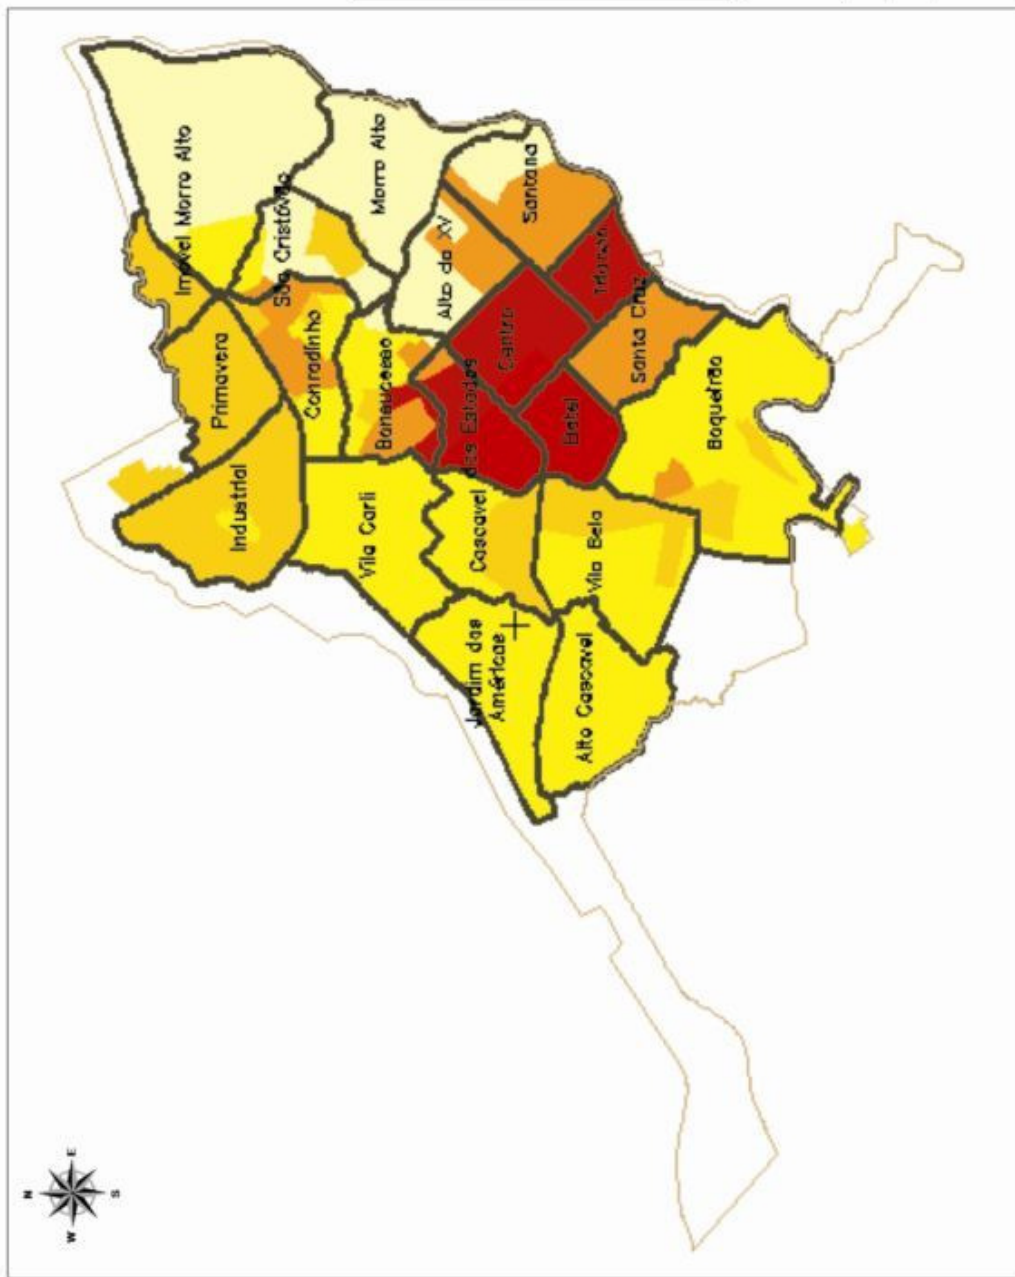 Imóvel Morro Alto
Morro Alto
São Cristóvão
Santana
Alto da XV
Primavera
Conradinho
Trianon
Centro
Santa Cruz
Bonsucesso
dos Estados
Batel
Boqueirão
Industrial
Vila Carli
Cascavel
Vila Bela
Jardim das
Américas
Alto Cascavel
N
E
S
W